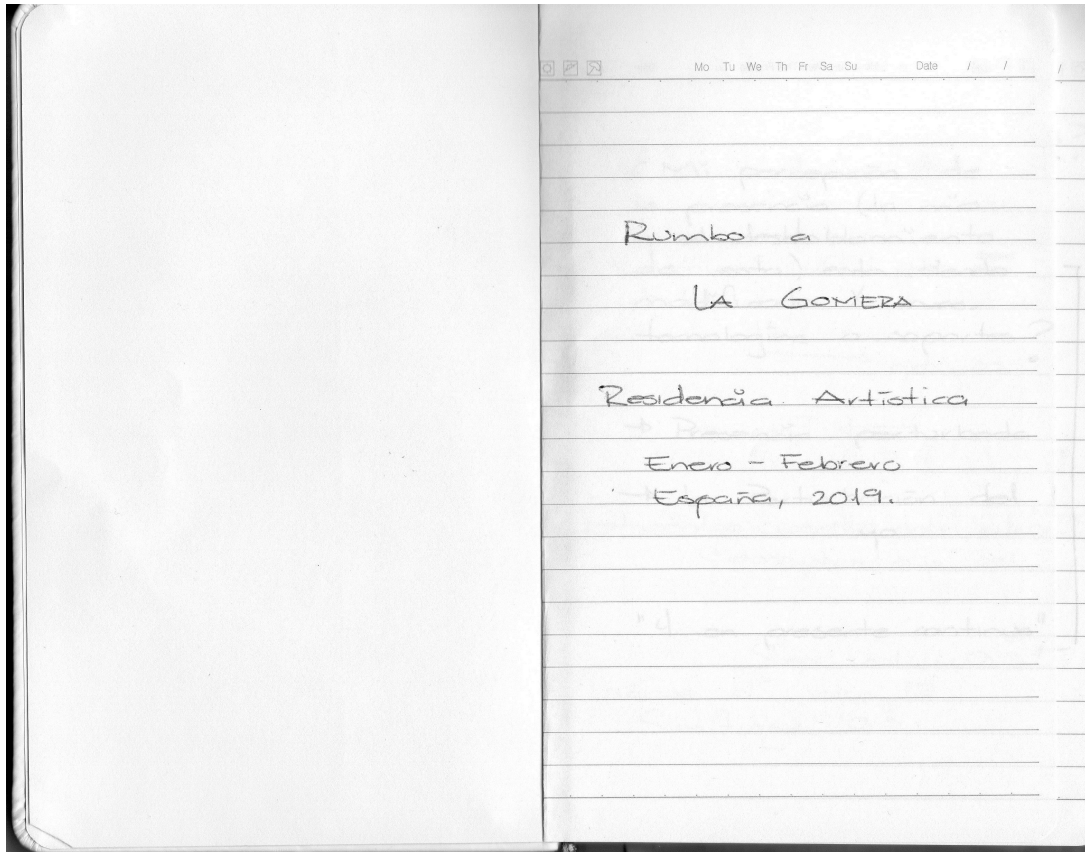 Mo Tu We Th Fr Sa Su Date / /
Rumbo a
LA GOMERA
Residencia Artística
Enero - Febrero
España, 2019.